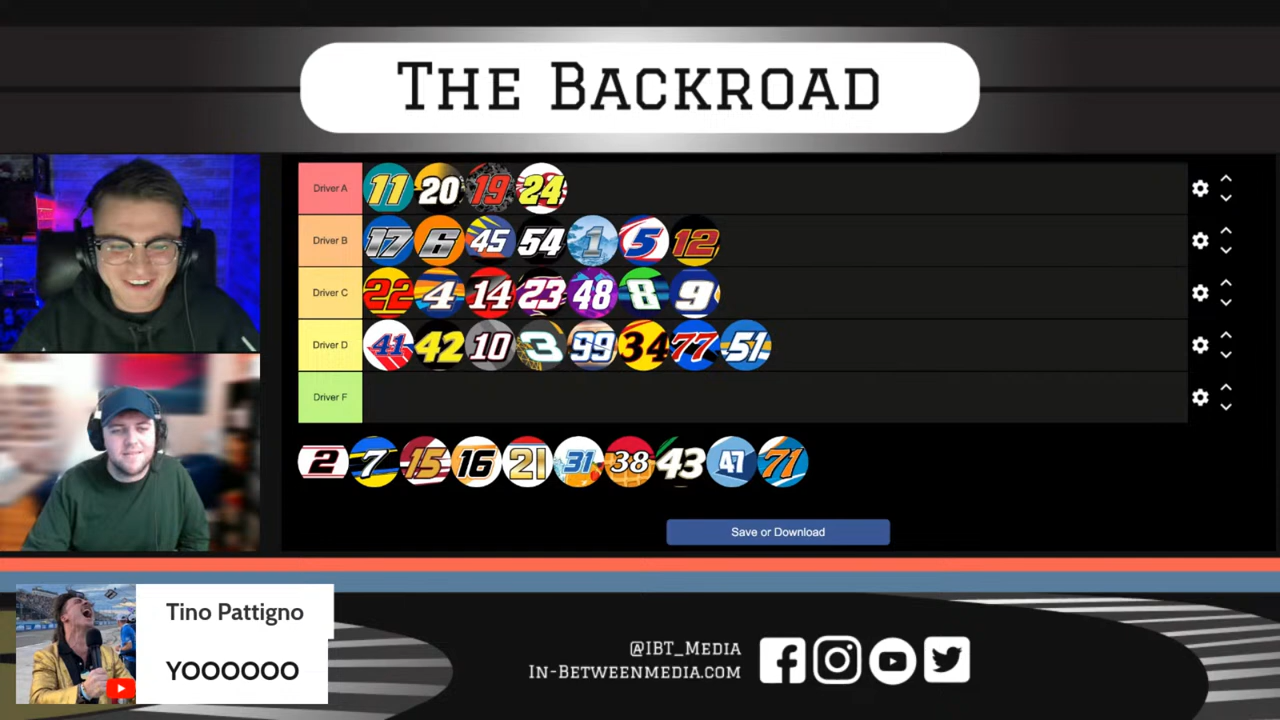 The Backroad
Driver A
11 20 19 24
Driver B
17 6 45 54 1 5 12
Driver C
22 4 14 23 48 8 9
Driver D
41 42 10 3 99 34 77 51
Driver F
2 7 15 16 21 31 38 43 47 71
Save or Download
Tino Pattigno
YOOOOOO
@IBT_Media
In-Betweenmedia.com